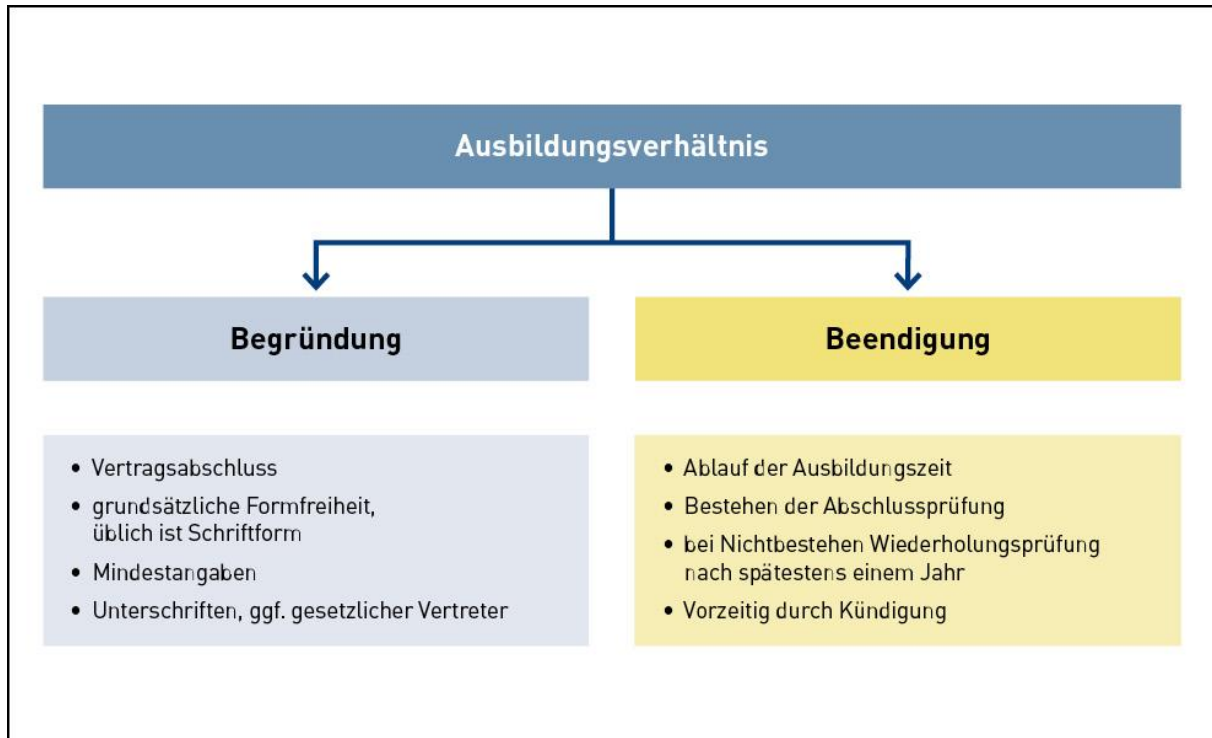 Ausbildungsverhältnis
Begründung
• Vertragsabschluss
• grundsätzliche Formfreiheit,
üblich ist Schriftform
• Mindestangaben
• Unterschriften, ggf. gesetzlicher Vertreter
Beendigung
• Ablauf der Ausbildungszeit
• Bestehen der Abschlussprüfung
• bei Nichtbestehen Wiederholungsprüfung
nach spätestens einem Jahr
• Vorzeitig durch Kündigung